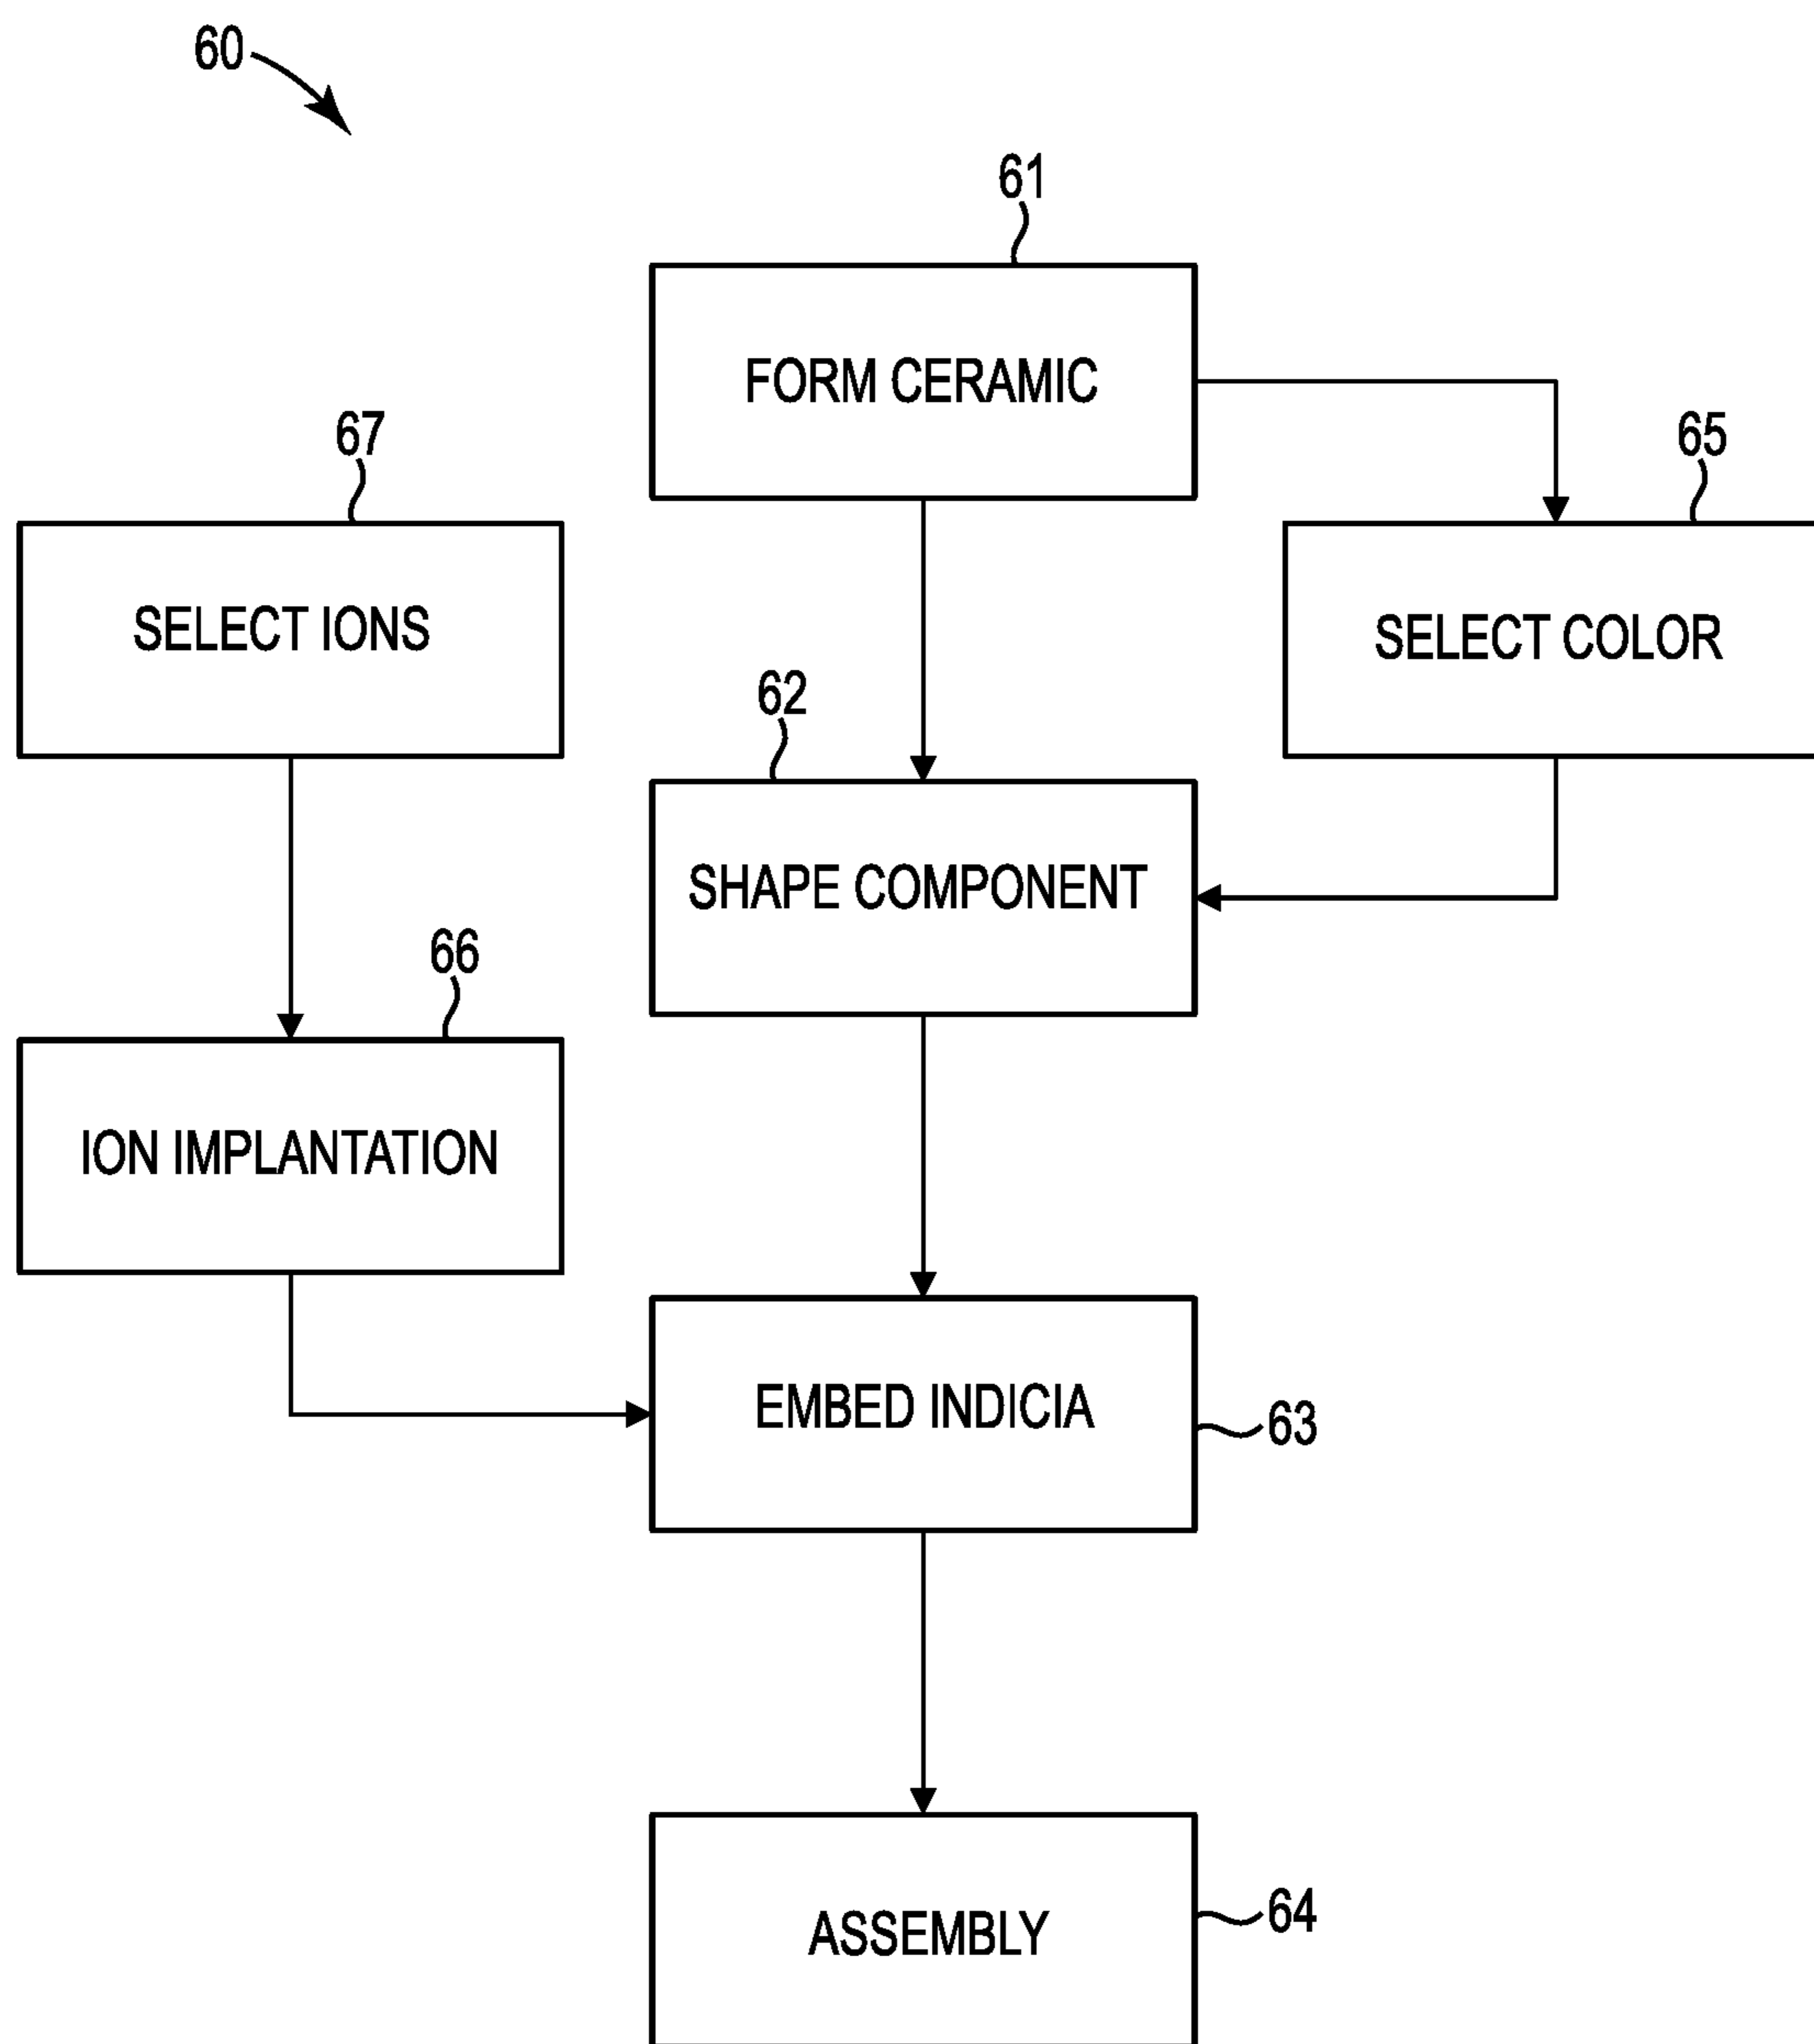 60
61
FORM CERAMIC
67
65
SELECT IONS
SELECT COLOR
62
SHAPE COMPONENT
66
ION IMPLANTATION
EMBED INDICIA
63
ASSEMBLY
64